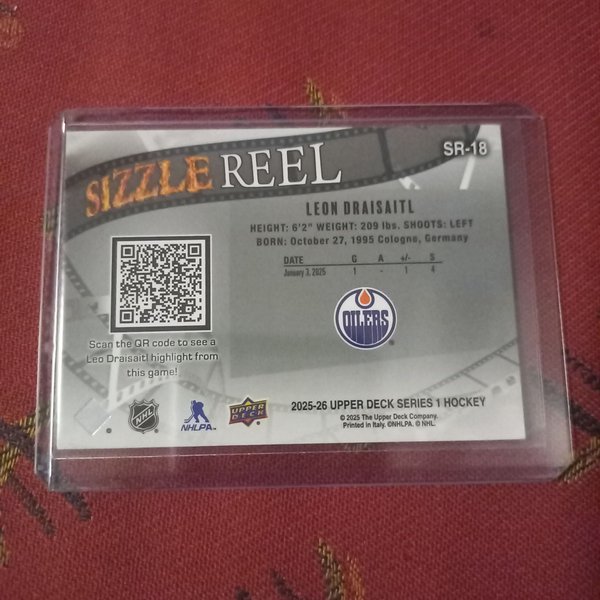 SR-18
SIZZLE REEL
LEON DRAISAITL
HEIGHT: 6'2" WEIGHT: 209 lbs. SHOOTS: LEFT
BORN: October 27, 1995 Cologne, Germany
DATE G A +/- S
January 3, 2025 1 - 1 4
OILERS
Scan the QR code to see a
Leo Draisaitl highlight from
this game!
NHL
NHLPA
UPPER
DECK
2025-26 UPPER DECK SERIES 1 HOCKEY
© 2025 The Upper Deck Company.
Printed in Italy. ©NHLPA. © NHL.